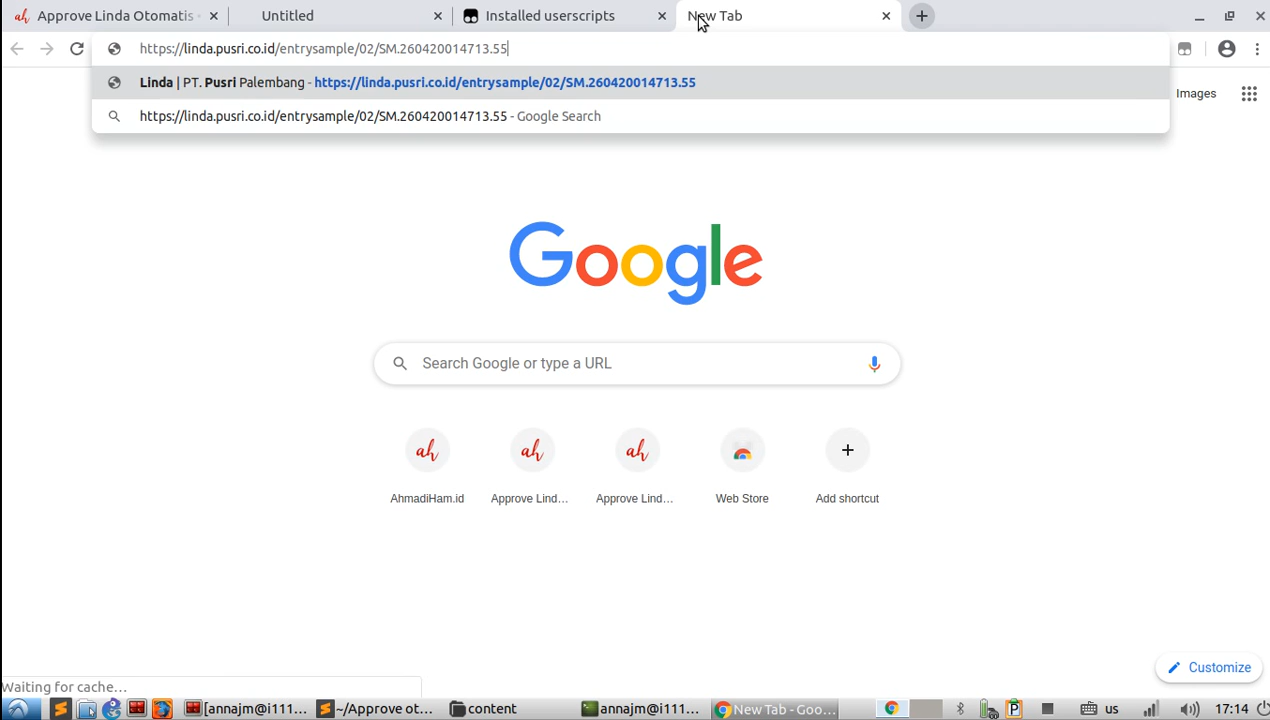 Approve Linda Otomatis
Untitled
Installed userscripts
New Tab
https://linda.pusri.co.id/entrysample/02/SM.260420014713.55
Linda | PT. Pusri Palembang - https://linda.pusri.co.id/entrysample/02/SM.260420014713.55
https://linda.pusri.co.id/entrysample/02/SM.260420014713.55 - Google Search
Images
Google
Search Google or type a URL
AhmadiHam.id
Approve Lind...
Approve Lind...
Web Store
Add shortcut
Customize
Waiting for cache...
[annajm@i111...
~/Approve ot...
content
annajm@i111...
New Tab - Goo...
us
17:14